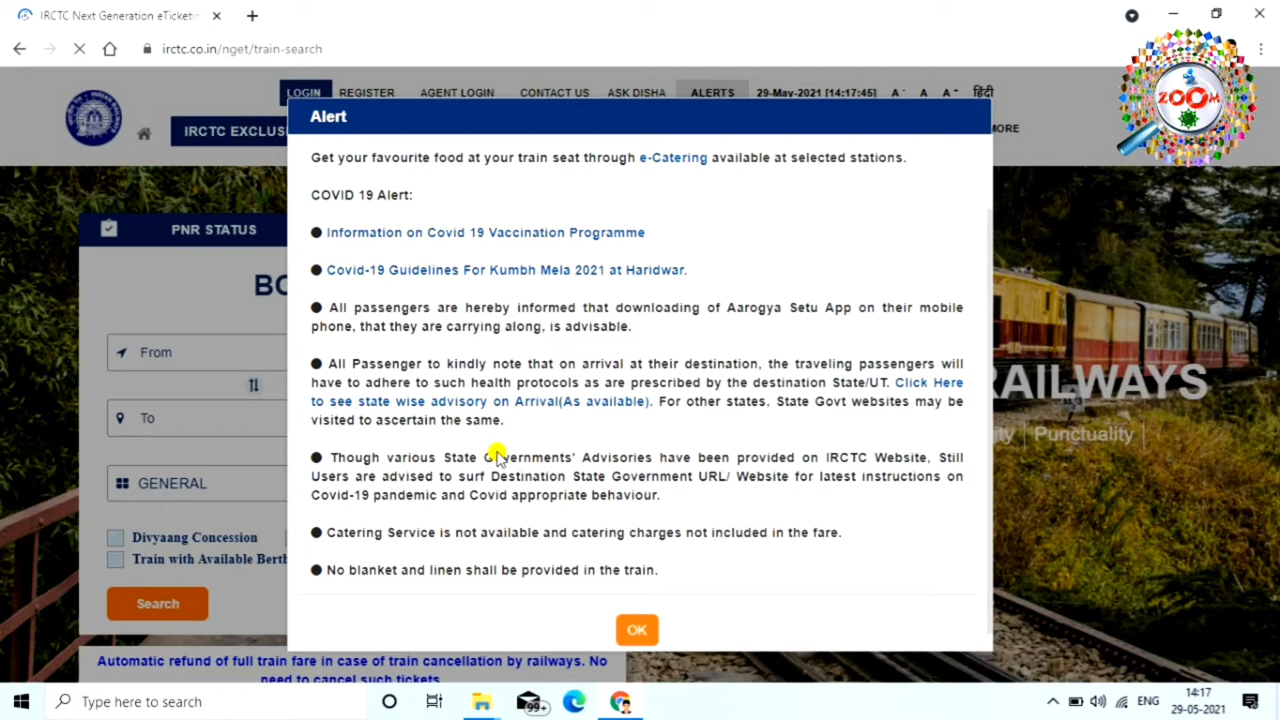 IRCTC Next Generation eTicket
irctc.co.in/nget/train-search
LOGIN REGISTER AGENT LOGIN CONTACT US ASK DISHA ALERTS 29-May-2021 [14:17:45] A- A A+ हिंदी
IRCTC EXCLUS
MORE
ZOOM
Alert
Get your favourite food at your train seat through e-Catering available at selected stations.
COVID 19 Alert:
● Information on Covid 19 Vaccination Programme
● Covid-19 Guidelines For Kumbh Mela 2021 at Haridwar.
● All passengers are hereby informed that downloading of Aarogya Setu App on their mobile
phone, that they are carrying along, is advisable.
● All Passenger to kindly note that on arrival at their destination, the traveling passengers will
have to adhere to such health protocols as are prescribed by the destination State/UT. Click Here
to see state wise advisory on Arrival(As available). For other states, State Govt websites may be
visited to ascertain the same.
● Though various State Governments' Advisories have been provided on IRCTC Website, Still
Users are advised to surf Destination State Government URL/ Website for latest instructions on
Covid-19 pandemic and Covid appropriate behaviour.
● Catering Service is not available and catering charges not included in the fare.
● No blanket and linen shall be provided in the train.
OK
PNR STATUS
BO
From
To
GENERAL
Divyaang Concession
Train with Available Berth
Search
RAILWAYS
Punctuality
Automatic refund of full train fare in case of train cancellation by railways. No
need to cancel such tickets
Type here to search
99+
ENG
14:17
29-05-2021